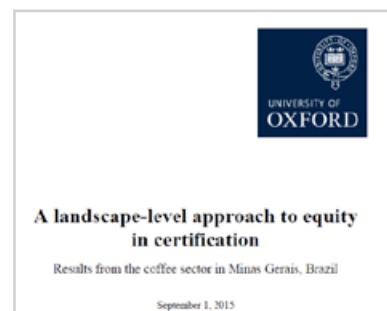 UNIVERSITY OF
OXFORD
A landscape-level approach to equity
in certification
Results from the coffee sector in Minas Gerais, Brazil
September 1, 2015